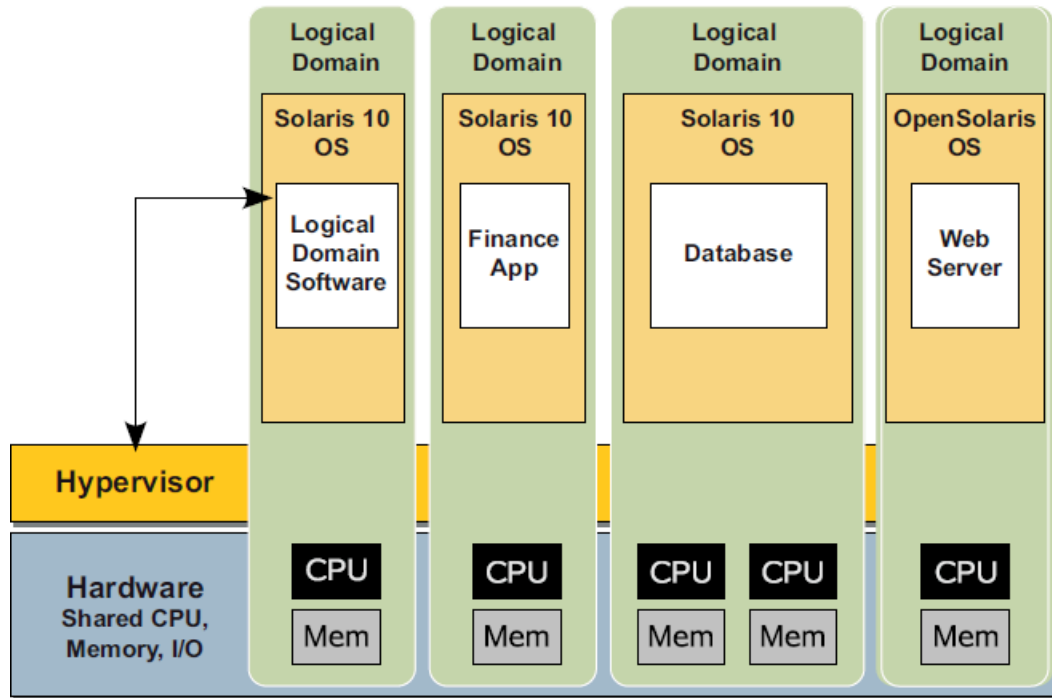 Logical
Domain
Solaris 10
OS
Logical
Domain
Software
Logical
Domain
Solaris 10
OS
Finance
App
Logical
Domain
Solaris 10
OS
Database
Logical
Domain
OpenSolaris
OS
Web
Server
Hypervisor
Hardware
Shared CPU,
Memory, I/O
CPU
Mem
CPU
Mem
CPU
Mem
CPU
Mem
CPU
Mem